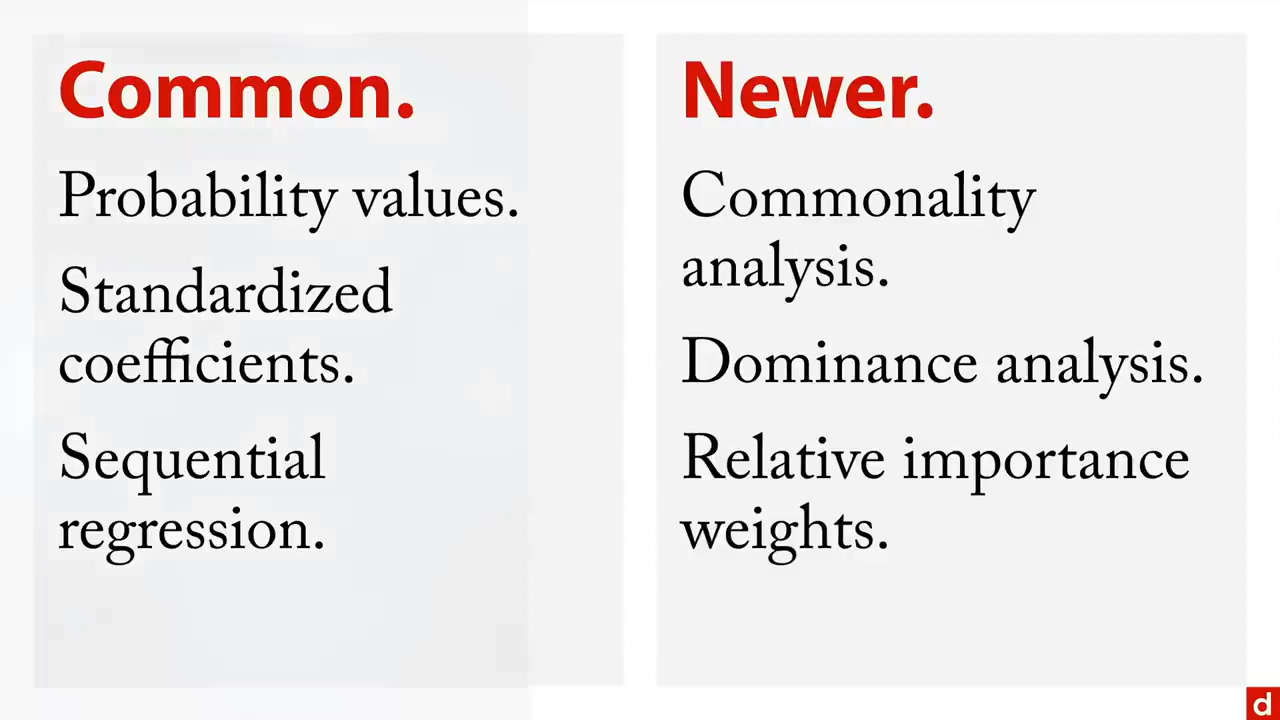 Common.
Probability values.
Standardized
coefficients.
Sequential
regression.
Newer.
Commonality
analysis.
Dominance analysis.
Relative importance
weights.
d